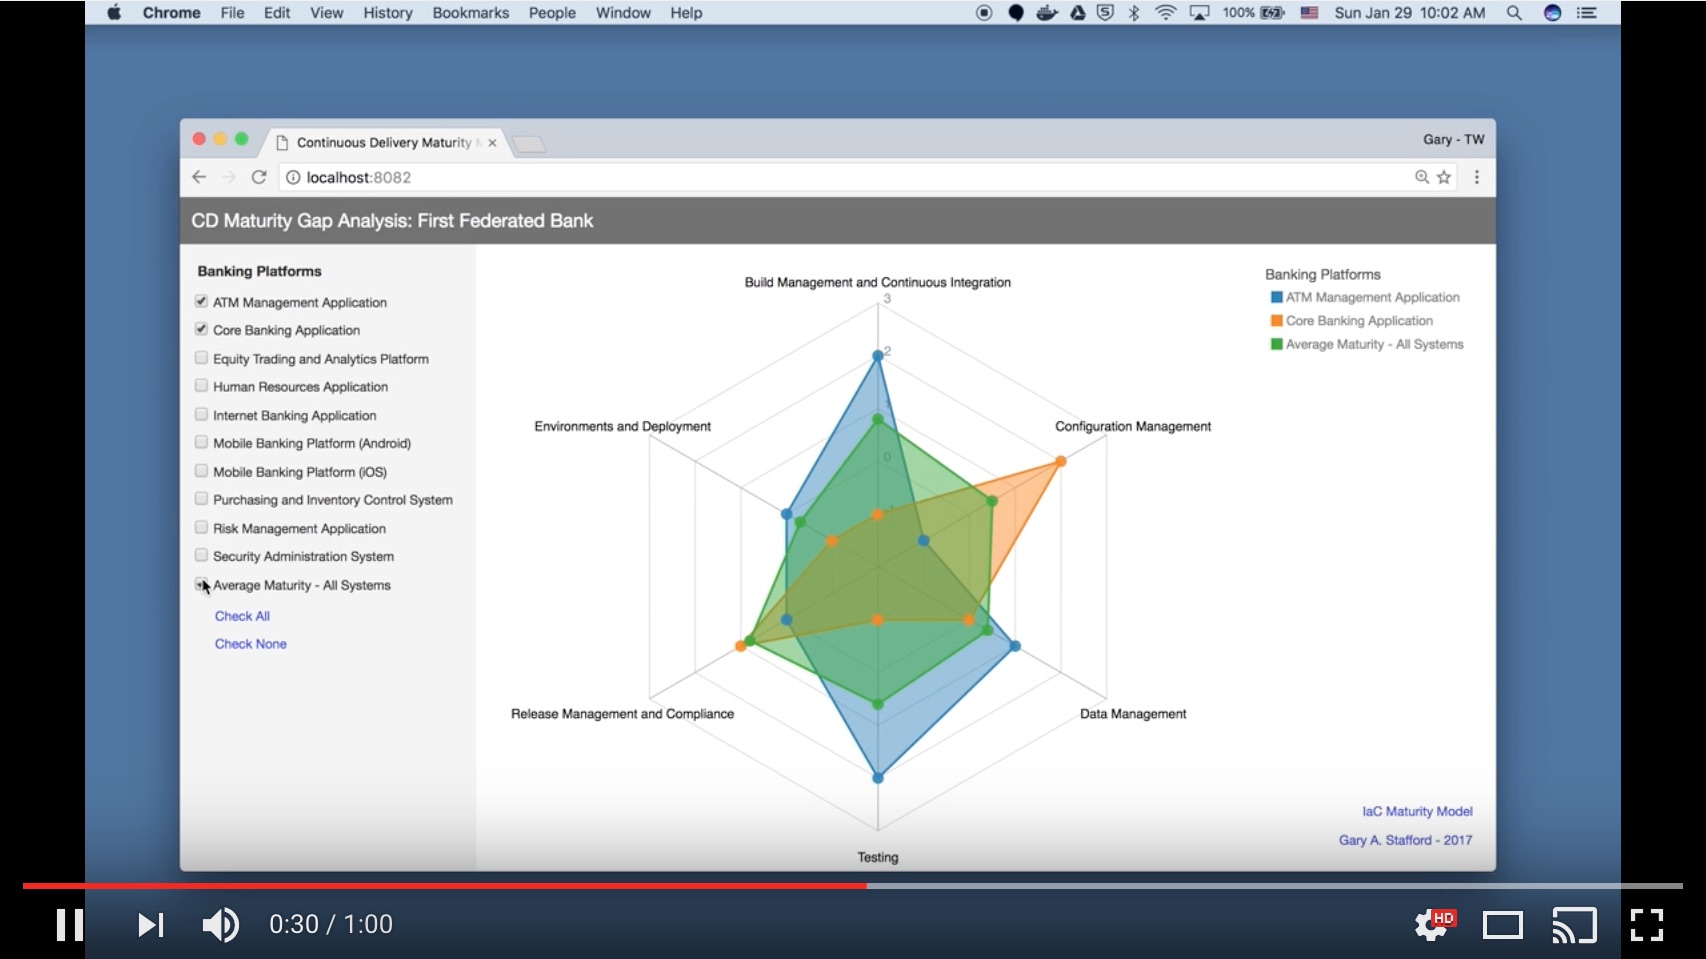 Chrome File Edit View History Bookmarks People Window Help 100% Sun Jan 29 10:02 AM
Continuous Delivery Maturity
Gary - TW
localhost:8082
CD Maturity Gap Analysis: First Federated Bank
Banking Platforms
ATM Management Application
Core Banking Application
Equity Trading and Analytics Platform
Human Resources Application
Internet Banking Application
Mobile Banking Platform (Android)
Mobile Banking Platform (iOS)
Purchasing and Inventory Control System
Risk Management Application
Security Administration System
Average Maturity - All Systems
Check All
Check None
Build Management and Continuous Integration
3
2
1
0
-1
Environments and Deployment
Configuration Management
Release Management and Compliance
Data Management
Testing
Banking Platforms
ATM Management Application
Core Banking Application
Average Maturity - All Systems
IaC Maturity Model
Gary A. Stafford - 2017
0:30 / 1:00
HD